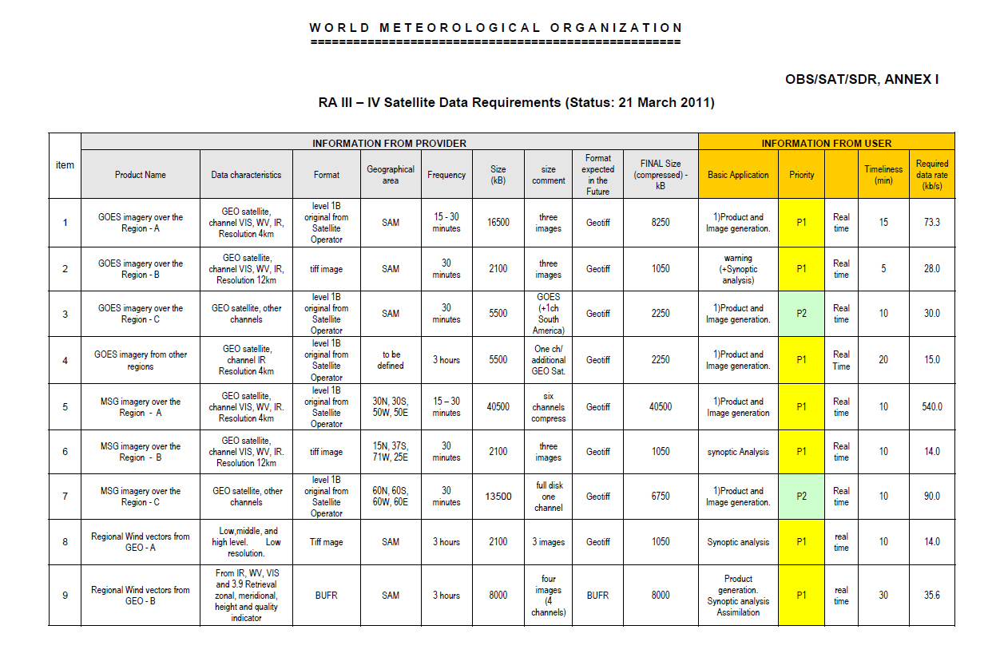 WORLD METEOROLOGICAL ORGANIZATION
==================================================
OBS/SAT/SDR, ANNEX I
RA III – IV Satellite Data Requirements (Status: 21 March 2011)
item | INFORMATION FROM PROVIDER | INFORMATION FROM USER
Product Name | Data characteristics | Format | Geographical area | Frequency | Size (kB) | size comment | Format expected in the Future | FINAL Size (compressed) - kB | Basic Application | Priority | | Timeliness (min) | Required data rate (kb/s)
1 | GOES imagery over the Region - A | GEO satellite, channel VIS, WV, IR, Resolution 4km | level 1B original from Satellite Operator | SAM | 15 - 30 minutes | 16500 | three images | Geotiff | 8250 | 1)Product and Image generation. | P1 | Real time | 15 | 73.3
2 | GOES imagery over the Region - B | GEO satellite, channel VIS, WV, IR, Resolution 12km | tiff image | SAM | 30 minutes | 2100 | three images | Geotiff | 1050 | warning (+Synoptic analysis) | P1 | Real time | 5 | 28.0
3 | GOES imagery over the Region - C | GEO satellite, other channels | level 1B original from Satellite Operator | SAM | 30 minutes | 5500 | GOES (+1ch South America) | Geotiff | 2250 | 1)Product and Image generation. | P2 | Real time | 10 | 30.0
4 | GOES imagery from other regions | GEO satellite, channel IR Resolution 4km | level 1B original from Satellite Operator | to be defined | 3 hours | 5500 | One ch/ additional GEO Sat. | Geotiff | 2250 | 1)Product and Image generation. | P1 | Real Time | 20 | 15.0
5 | MSG imagery over the Region - A | GEO satellite, channel VIS, WV, IR. Resolution 4km | level 1B original from Satellite Operator | 30N, 30S, 50W, 50E | 15 – 30 minutes | 40500 | six channels compress | Geotiff | 40500 | 1)Product and Image generation | P1 | Real time | 10 | 540.0
6 | MSG imagery over the Region - B | GEO satellite, channel VIS, WV, IR. Resolution 12km | tiff image | 15N, 37S, 71W, 25E | 30 minutes | 2100 | three images | Geotiff | 1050 | synoptic Analysis | P1 | Real time | 10 | 14.0
7 | MSG imagery over the Region - C | GEO satellite, other channels | level 1B original from Satellite Operator | 60N, 60S, 60W, 60E | 30 minutes | 13500 | full disk one channel | Geotiff | 6750 | 1)Product and Image generation. | P2 | Real time | 10 | 90.0
8 | Regional Wind vectors from GEO - A | Low,middle, and high level. Low resolution. | Tiff mage | SAM | 3 hours | 2100 | 3 images | Geotiff | 1050 | Synoptic analysis | P1 | real time | 10 | 14.0
9 | Regional Wind vectors from GEO - B | From IR, WV, VIS and 3.9 Retrieval zonal, meridional, height and quality indicator | BUFR | SAM | 3 hours | 8000 | four images (4 channels) | BUFR | 8000 | Product generation. Synoptic analysis Assimilation | P1 | real time | 30 | 35.6